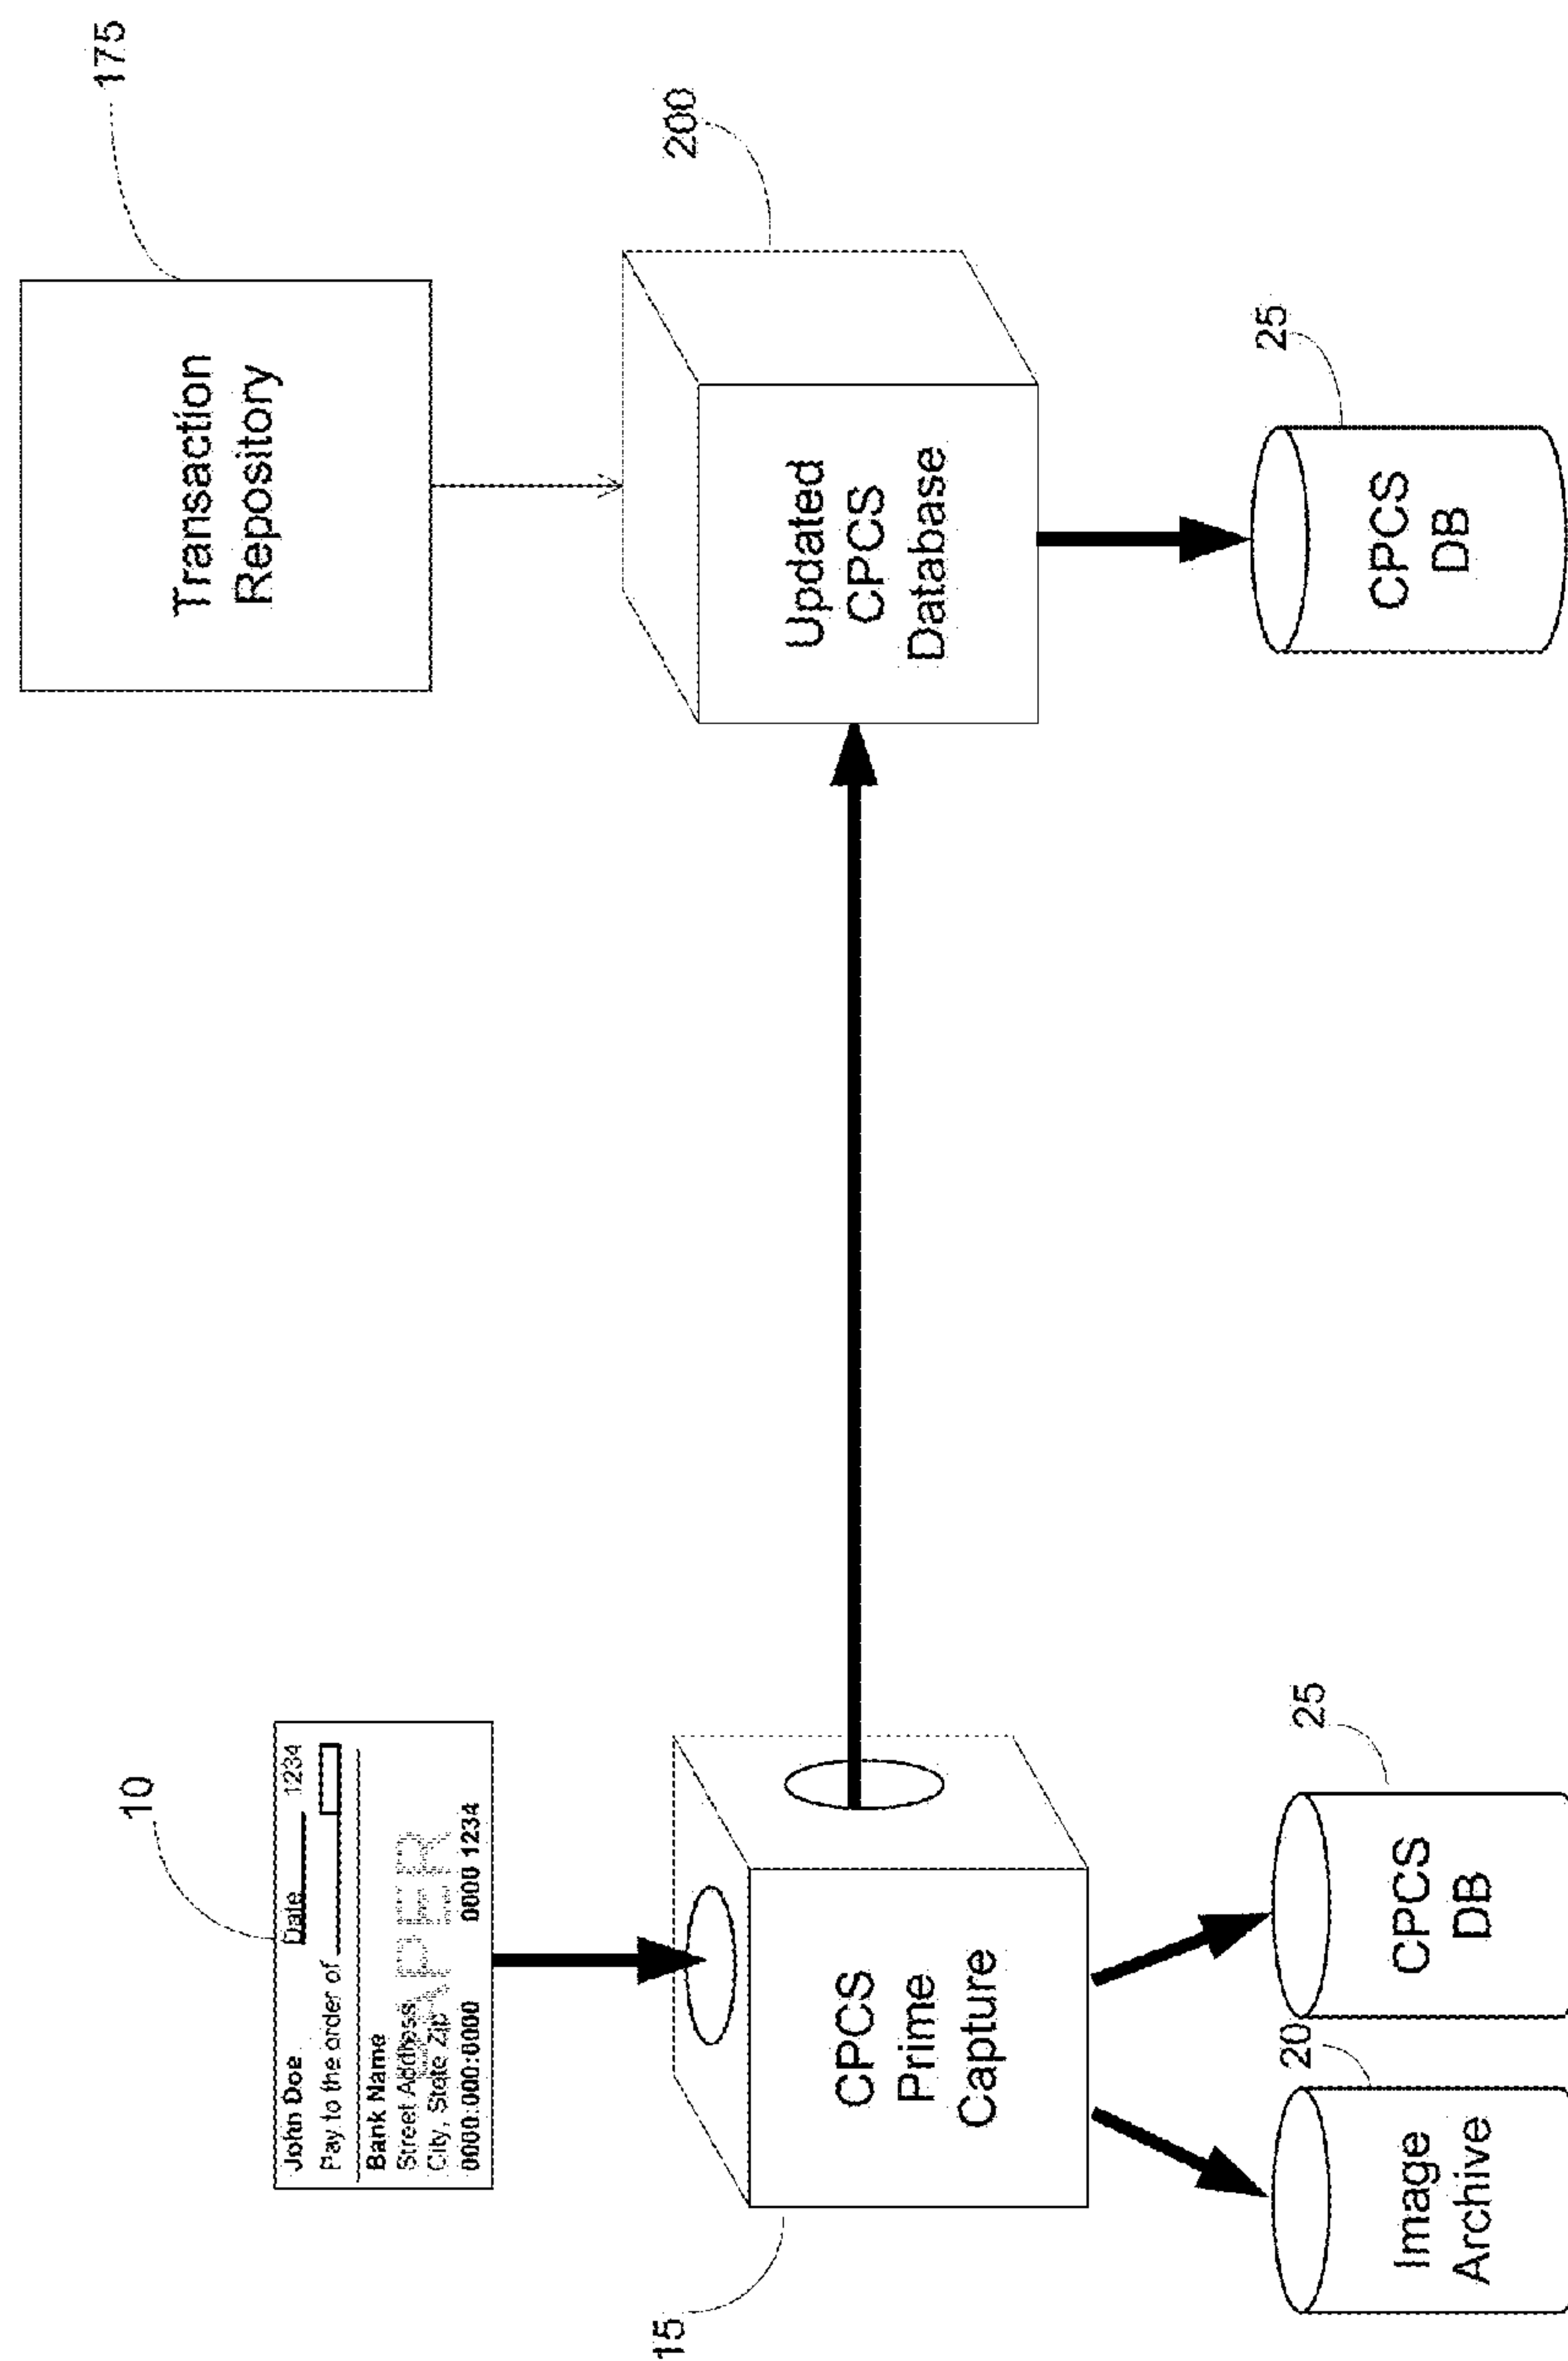 10
John Doe
Date
1234
Pay to the order of
Bank Name
Street Address
City, State Zip
PAPER
0000:000:0000
0000 1234
15
CPCS
Prime
Capture
20
Image
Archive
25
CPCS
DB
175
Transaction
Repository
200
Updated
CPCS
Database
25
CPCS
DB